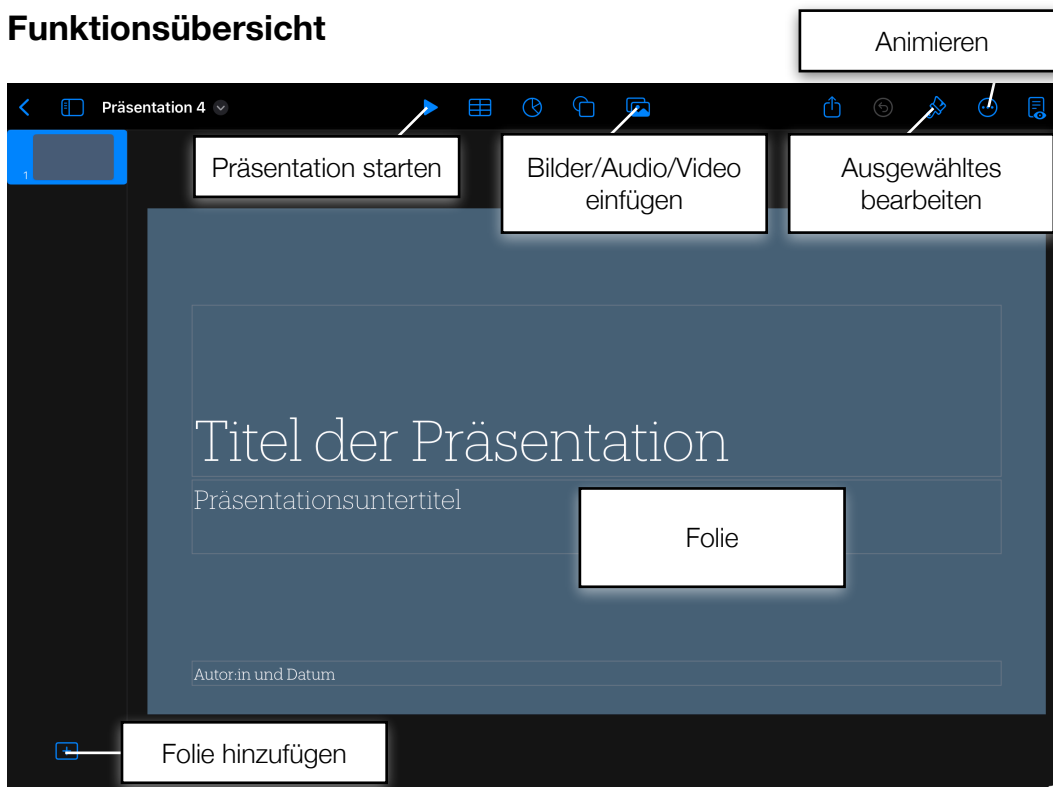 Funktionsübersicht
Animieren
Präsentation 4
Präsentation starten
Bilder/Audio/Video
einfügen
Ausgewähltes
bearbeiten
1
Titel der Präsentation
Präsentationsuntertitel
Folie
Autor:in und Datum
Folie hinzufügen